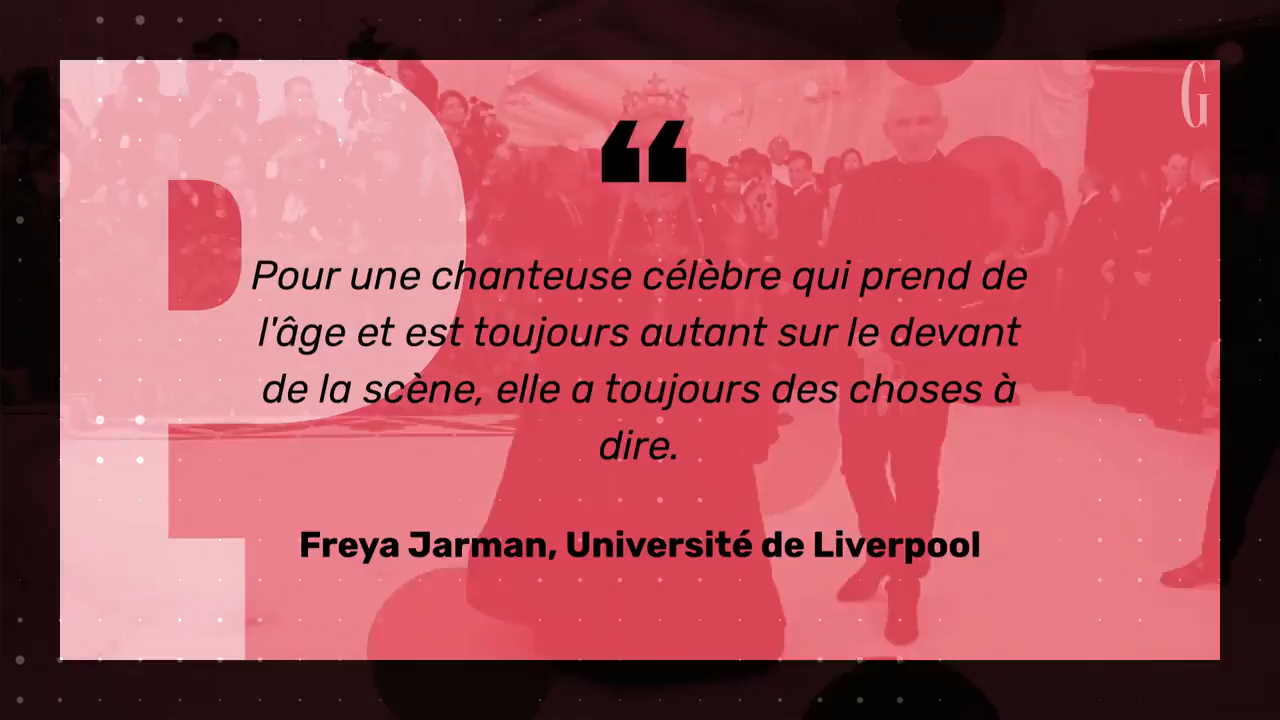 G
“
Pour une chanteuse célèbre qui prend de
l'âge et est toujours autant sur le devant
de la scène, elle a toujours des choses à
dire.
Freya Jarman, Université de Liverpool